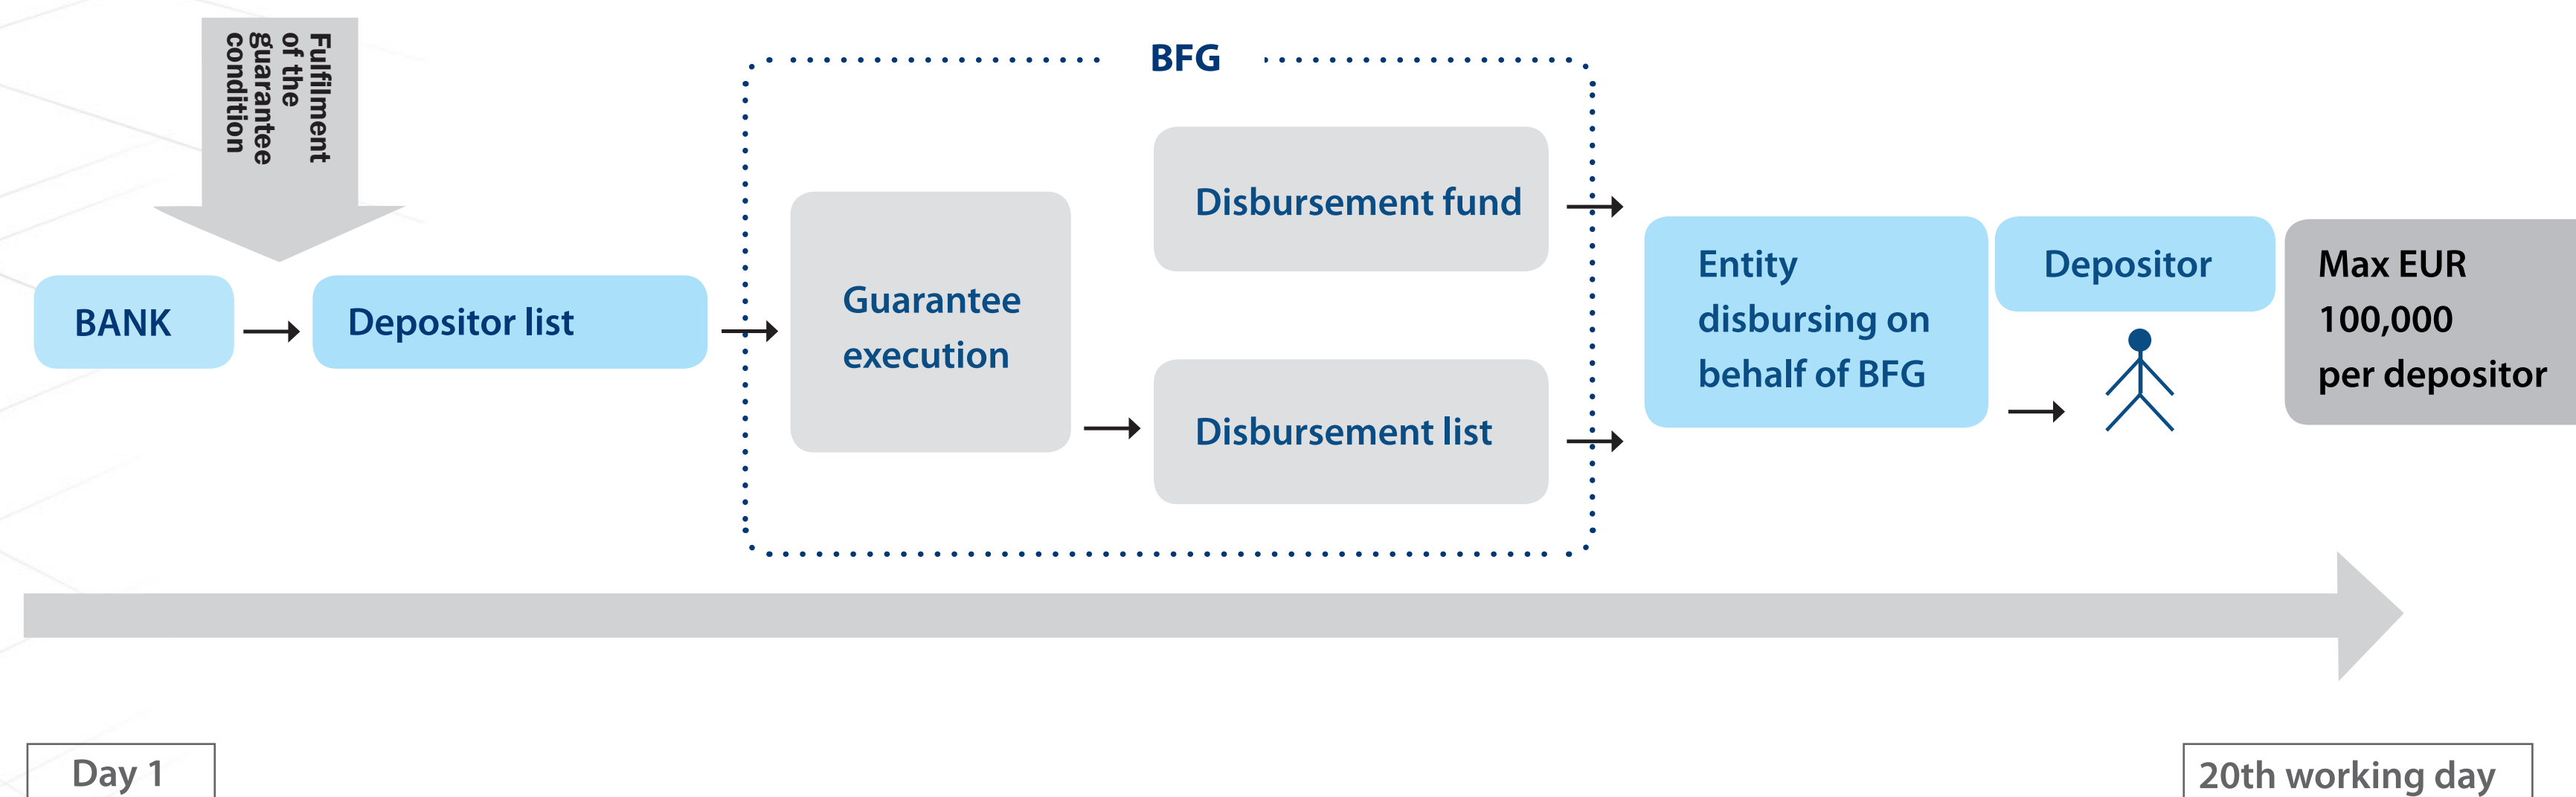 Fulfilment
of the
guarantee
condition
BFG
BANK
Depositor list
Guarantee
execution
Disbursement fund
Disbursement list
Entity
disbursing on
behalf of BFG
Depositor
Max EUR
100,000
per depositor
Day 1
20th working day